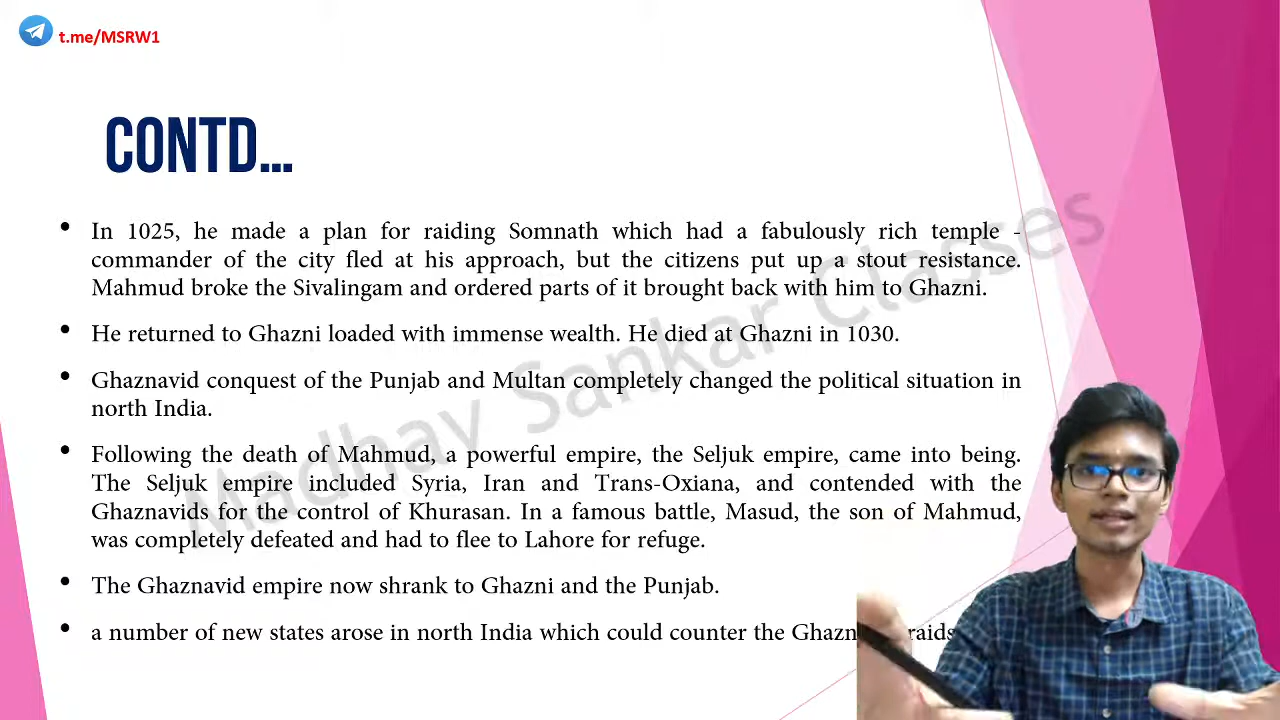 t.me/MSRW1
CONTD...
• In 1025, he made a plan for raiding Somnath which had a fabulously rich temple -
commander of the city fled at his approach, but the citizens put up a stout resistance.
Mahmud broke the Sivalingam and ordered parts of it brought back with him to Ghazni.
• He returned to Ghazni loaded with immense wealth. He died at Ghazni in 1030.
• Ghaznavid conquest of the Punjab and Multan completely changed the political situation in
north India.
• Following the death of Mahmud, a powerful empire, the Seljuk empire, came into being.
The Seljuk empire included Syria, Iran and Trans-Oxiana, and contended with the
Ghaznavids for the control of Khurasan. In a famous battle, Masud, the son of Mahmud,
was completely defeated and had to flee to Lahore for refuge.
• The Ghaznavid empire now shrank to Ghazni and the Punjab.
• a number of new states arose in north India which could counter the raids
Madhav Sankar Classes